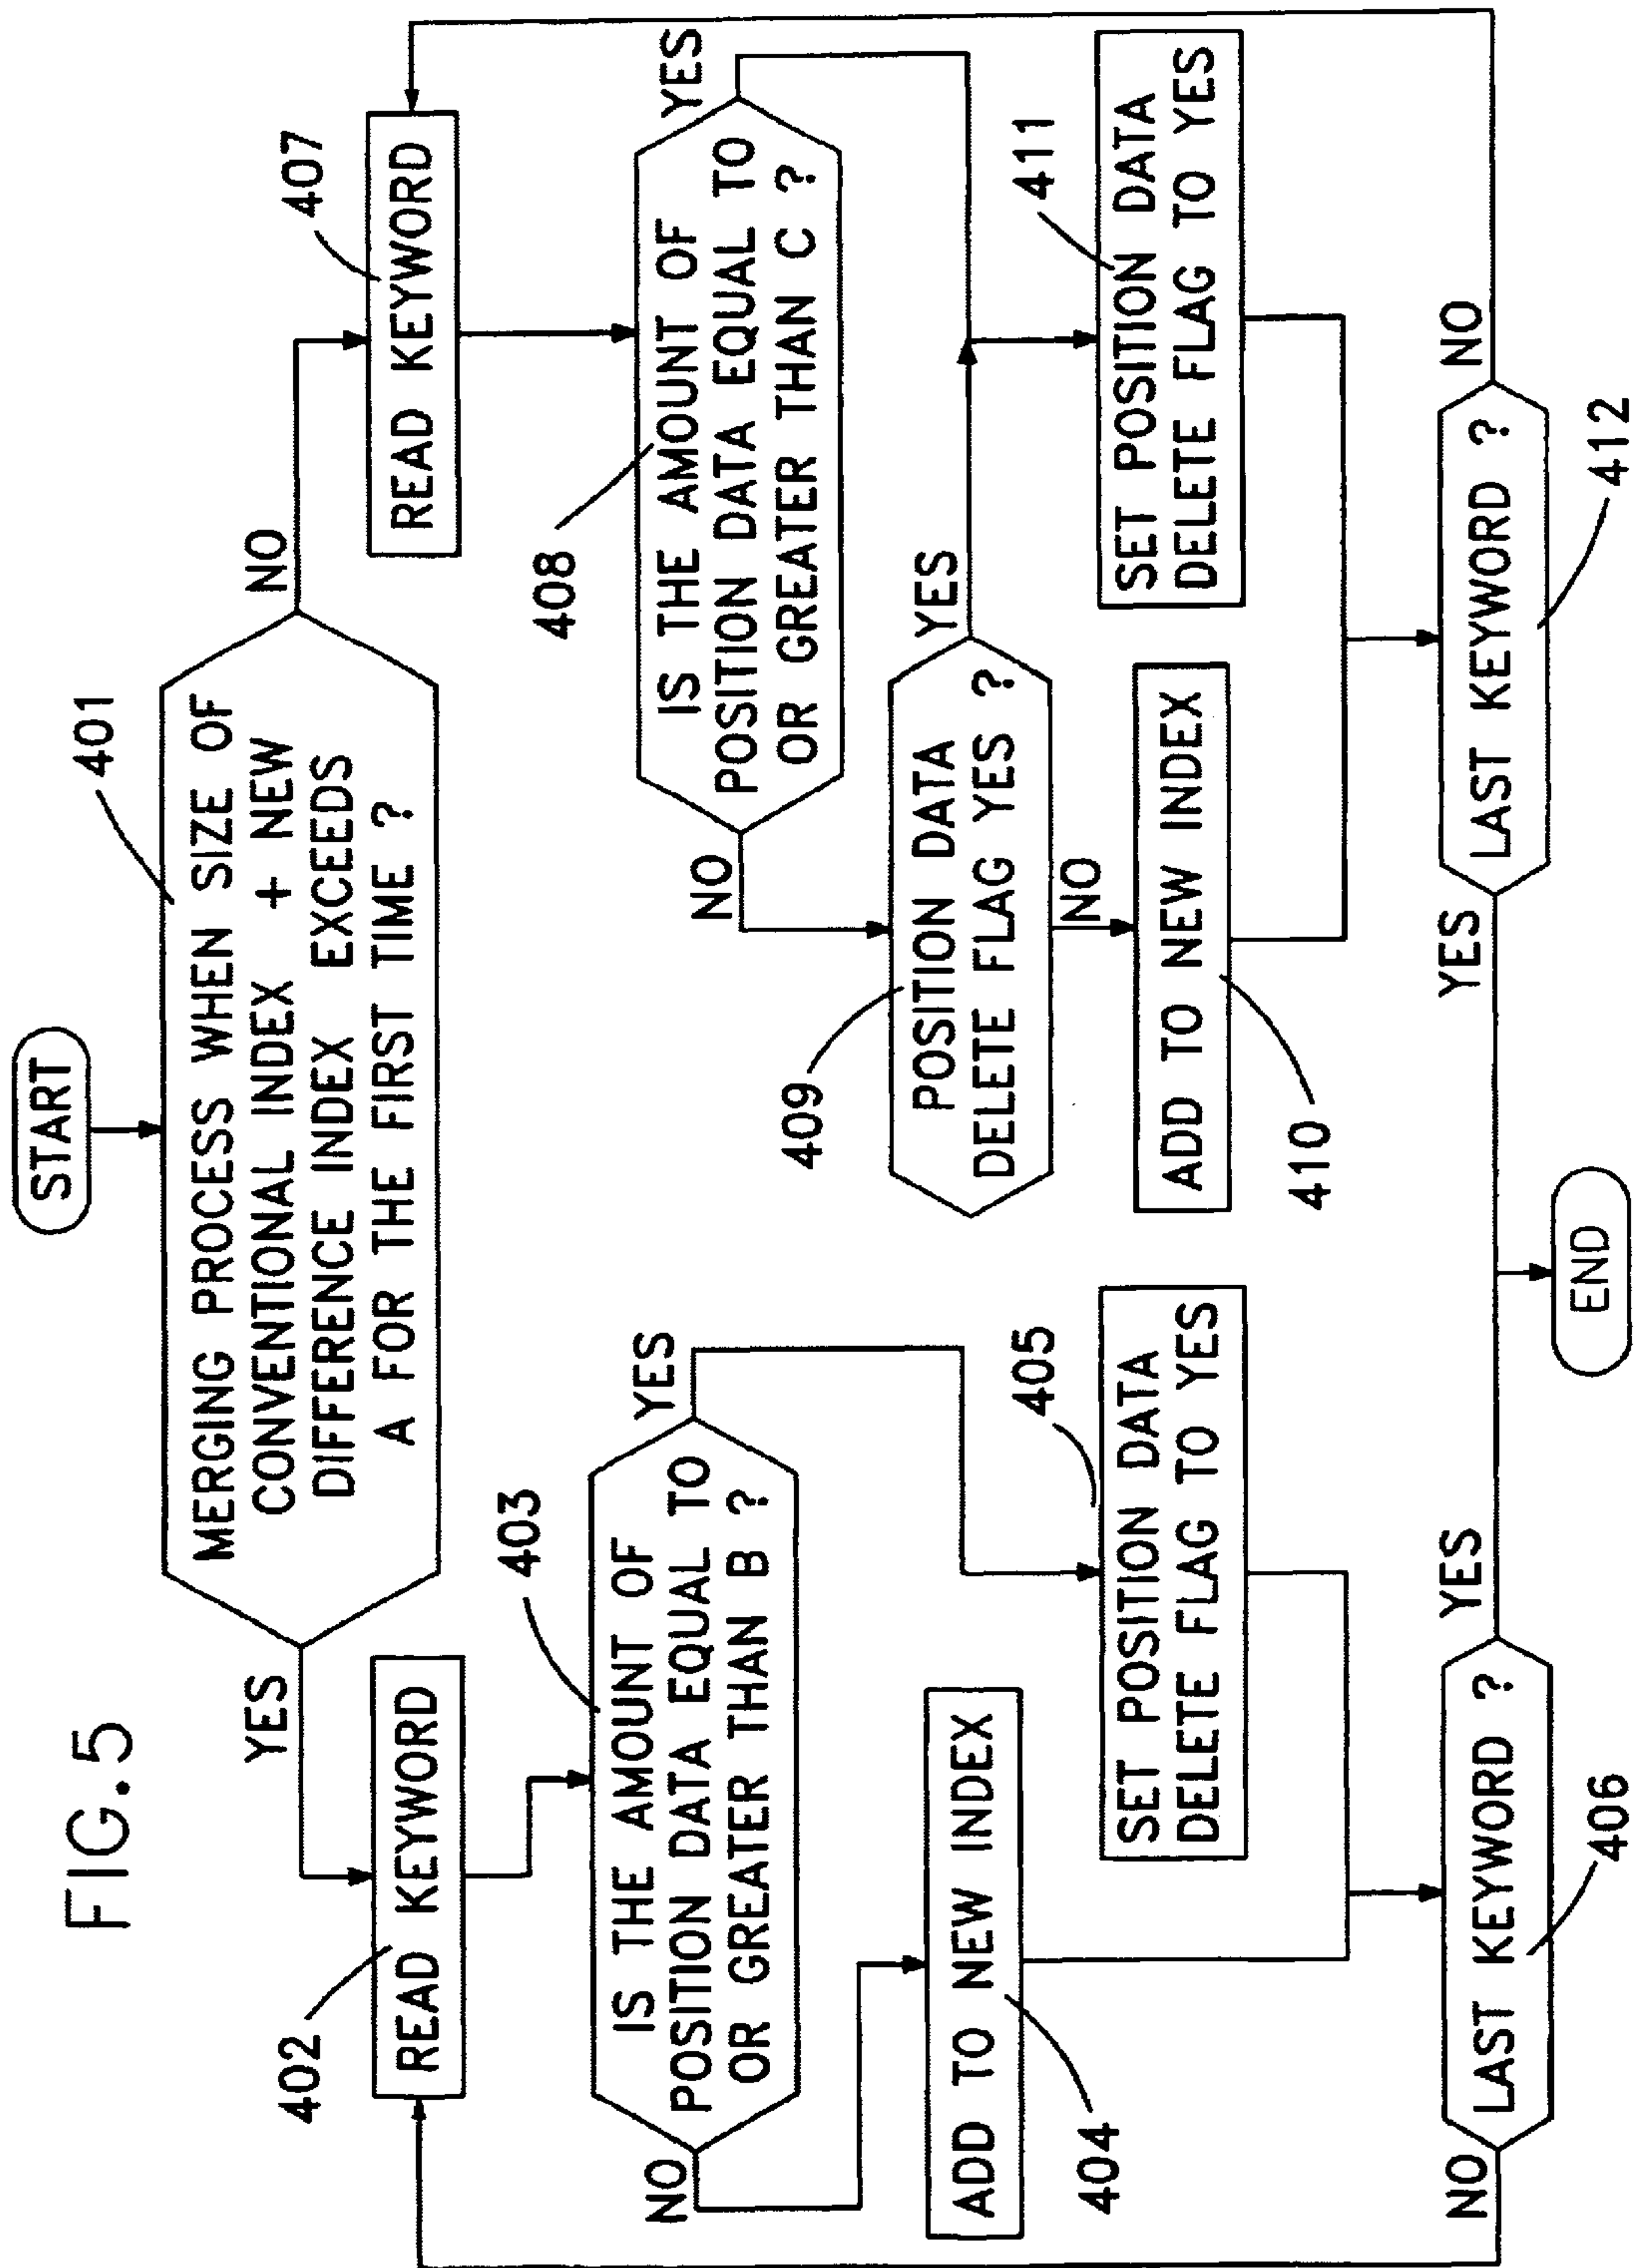 FIG.5
START
401
MERGING PROCESS WHEN SIZE OF
CONVENTIONAL INDEX + NEW
DIFFERENCE INDEX EXCEEDS
A FOR THE FIRST TIME ?
YES
NO
402
READ KEYWORD
403
IS THE AMOUNT OF
POSITION DATA EQUAL TO
OR GREATER THAN B ?
NO
YES
404
ADD TO NEW INDEX
405
SET POSITION DATA
DELETE FLAG TO YES
406
LAST KEYWORD ?
NO
YES
407
READ KEYWORD
408
IS THE AMOUNT OF
POSITION DATA EQUAL TO
OR GREATER THAN C ?
NO
YES
409
POSITION DATA
DELETE FLAG YES ?
YES
NO
410
ADD TO NEW INDEX
411
SET POSITION DATA
DELETE FLAG TO YES
412
LAST KEYWORD ?
YES
NO
END